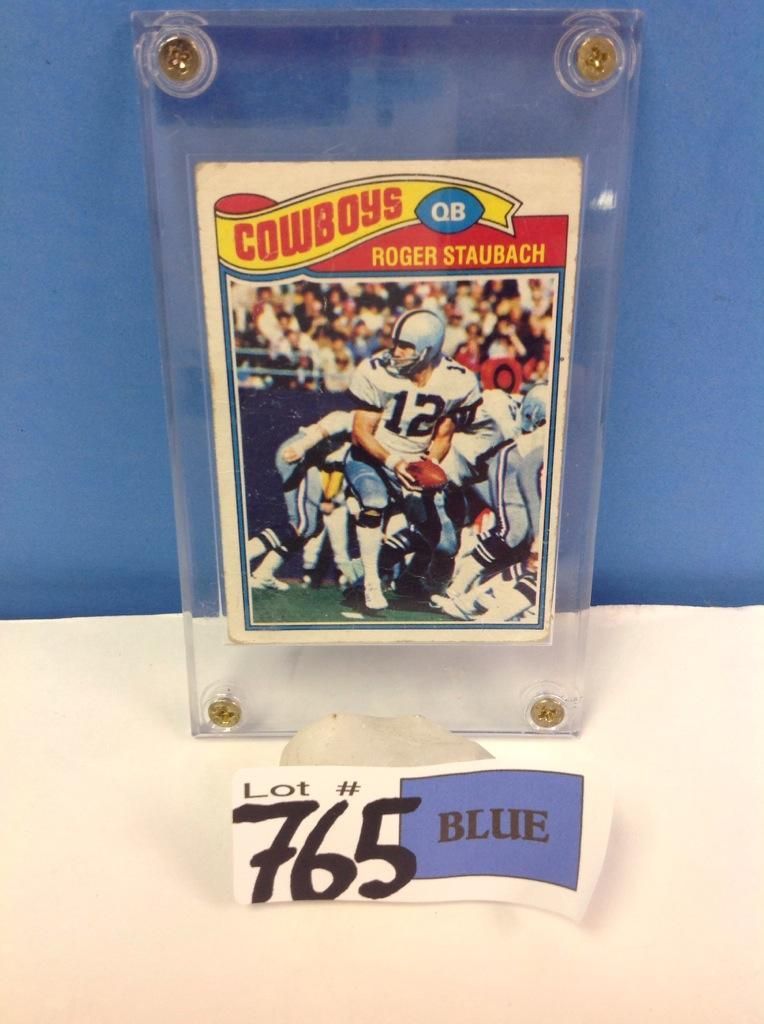 COWBOYS QB
ROGER STAUBACH
12
Lot #
765 BLUE